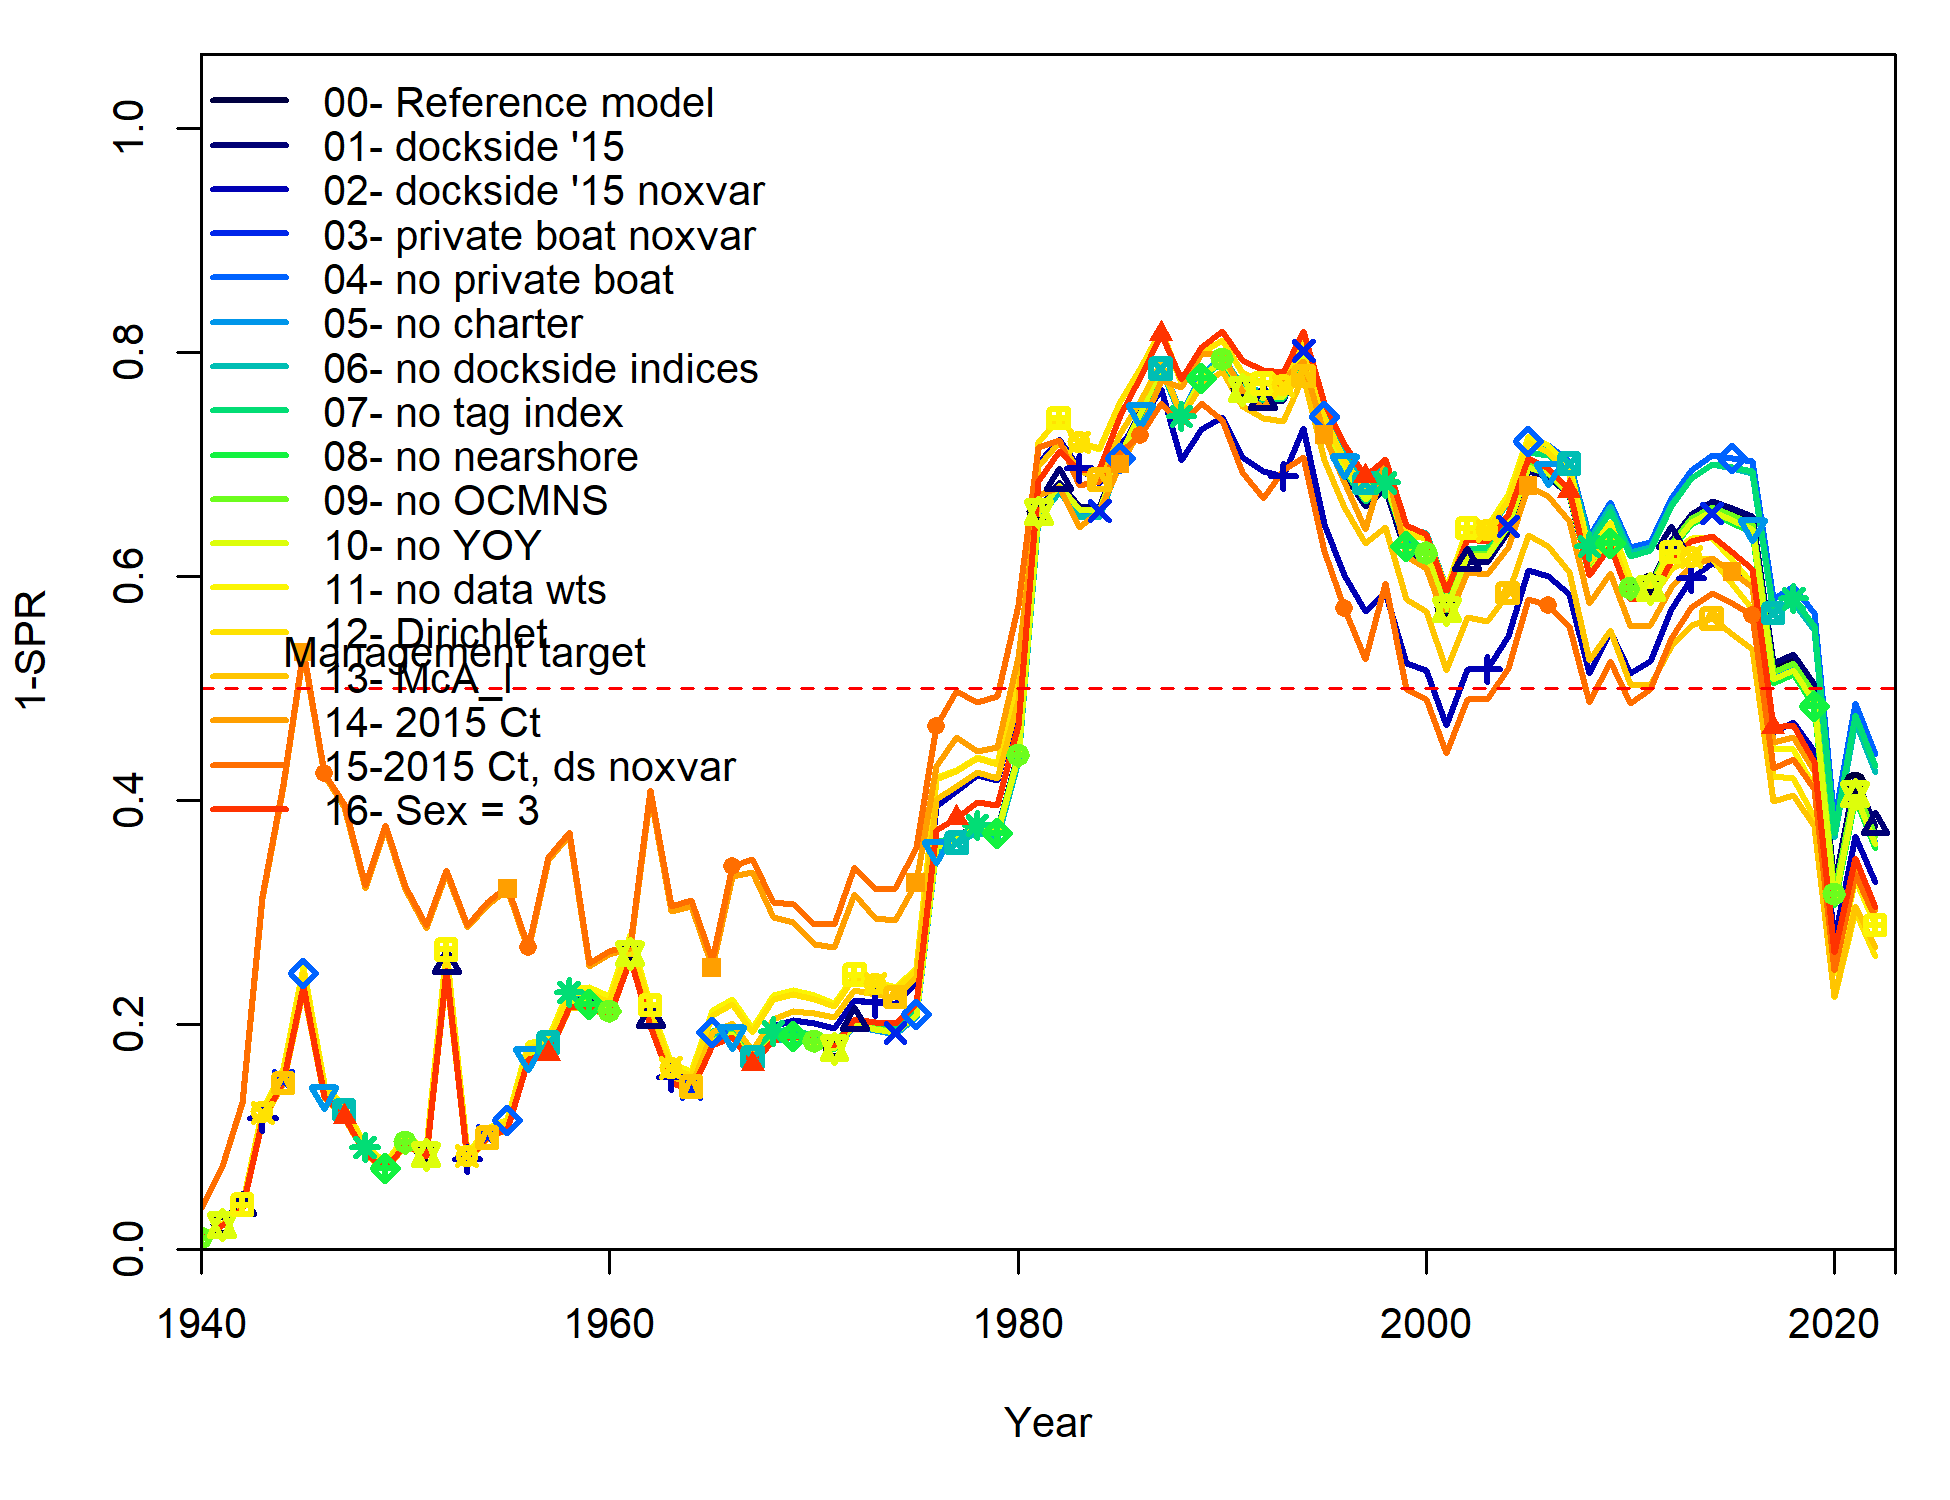 00- Reference model
01- dockside '15
02- dockside '15 noxvar
03- private boat noxvar
04- no private boat
05- no charter
06- no dockside indices
07- no tag index
08- no nearshore
09- no OCMNS
10- no YOY
11- no data wts
12- Dirichlet
Management target
13- McA_I
14- 2015 Ct
15-2015 Ct, ds noxvar
16- Sex = 3
1-SPR
1.0
0.8
0.6
0.4
0.2
0.0
1940 1960 1980 2000 2020
Year